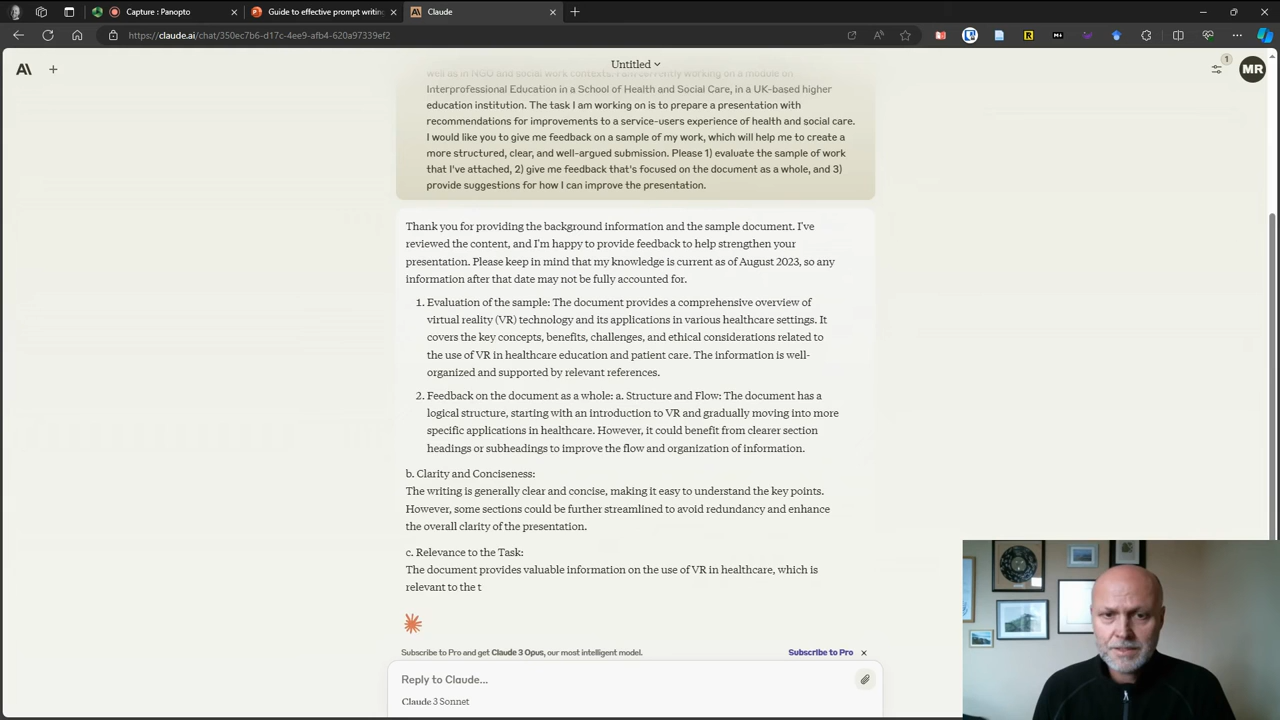 Capture : Panopto
Guide to effective prompt writing
Claude
https://claude.ai/chat/350ec7b6-d17c-4ee9-afb4-620a97339ef2
Untitled
1
MR
well as in NGO and social work contexts. I am currently working on a module on
Interprofessional Education in a School of Health and Social Care, in a UK-based higher
education institution. The task I am working on is to prepare a presentation with
recommendations for improvements to a service-users experience of health and social care.
I would like you to give me feedback on a sample of my work, which will help me to create a
more structured, clear, and well-argued submission. Please 1) evaluate the sample of work
that I've attached, 2) give me feedback that's focused on the document as a whole, and 3)
provide suggestions for how I can improve the presentation.
Thank you for providing the background information and the sample document. I've
reviewed the content, and I'm happy to provide feedback to help strengthen your
presentation. Please keep in mind that my knowledge is current as of August 2023, so any
information after that date may not be fully accounted for.
1. Evaluation of the sample: The document provides a comprehensive overview of
virtual reality (VR) technology and its applications in various healthcare settings. It
covers the key concepts, benefits, challenges, and ethical considerations related to
the use of VR in healthcare education and patient care. The information is well-
organized and supported by relevant references.
2. Feedback on the document as a whole: a. Structure and Flow: The document has a
logical structure, starting with an introduction to VR and gradually moving into more
specific applications in healthcare. However, it could benefit from clearer section
headings or subheadings to improve the flow and organization of information.
b. Clarity and Conciseness:
The writing is generally clear and concise, making it easy to understand the key points.
However, some sections could be further streamlined to avoid redundancy and enhance
the overall clarity of the presentation.
c. Relevance to the Task:
The document provides valuable information on the use of VR in healthcare, which is
relevant to the t
Subscribe to Pro and get Claude 3 Opus, our most intelligent model.
Subscribe to Pro
Reply to Claude...
Claude 3 Sonnet